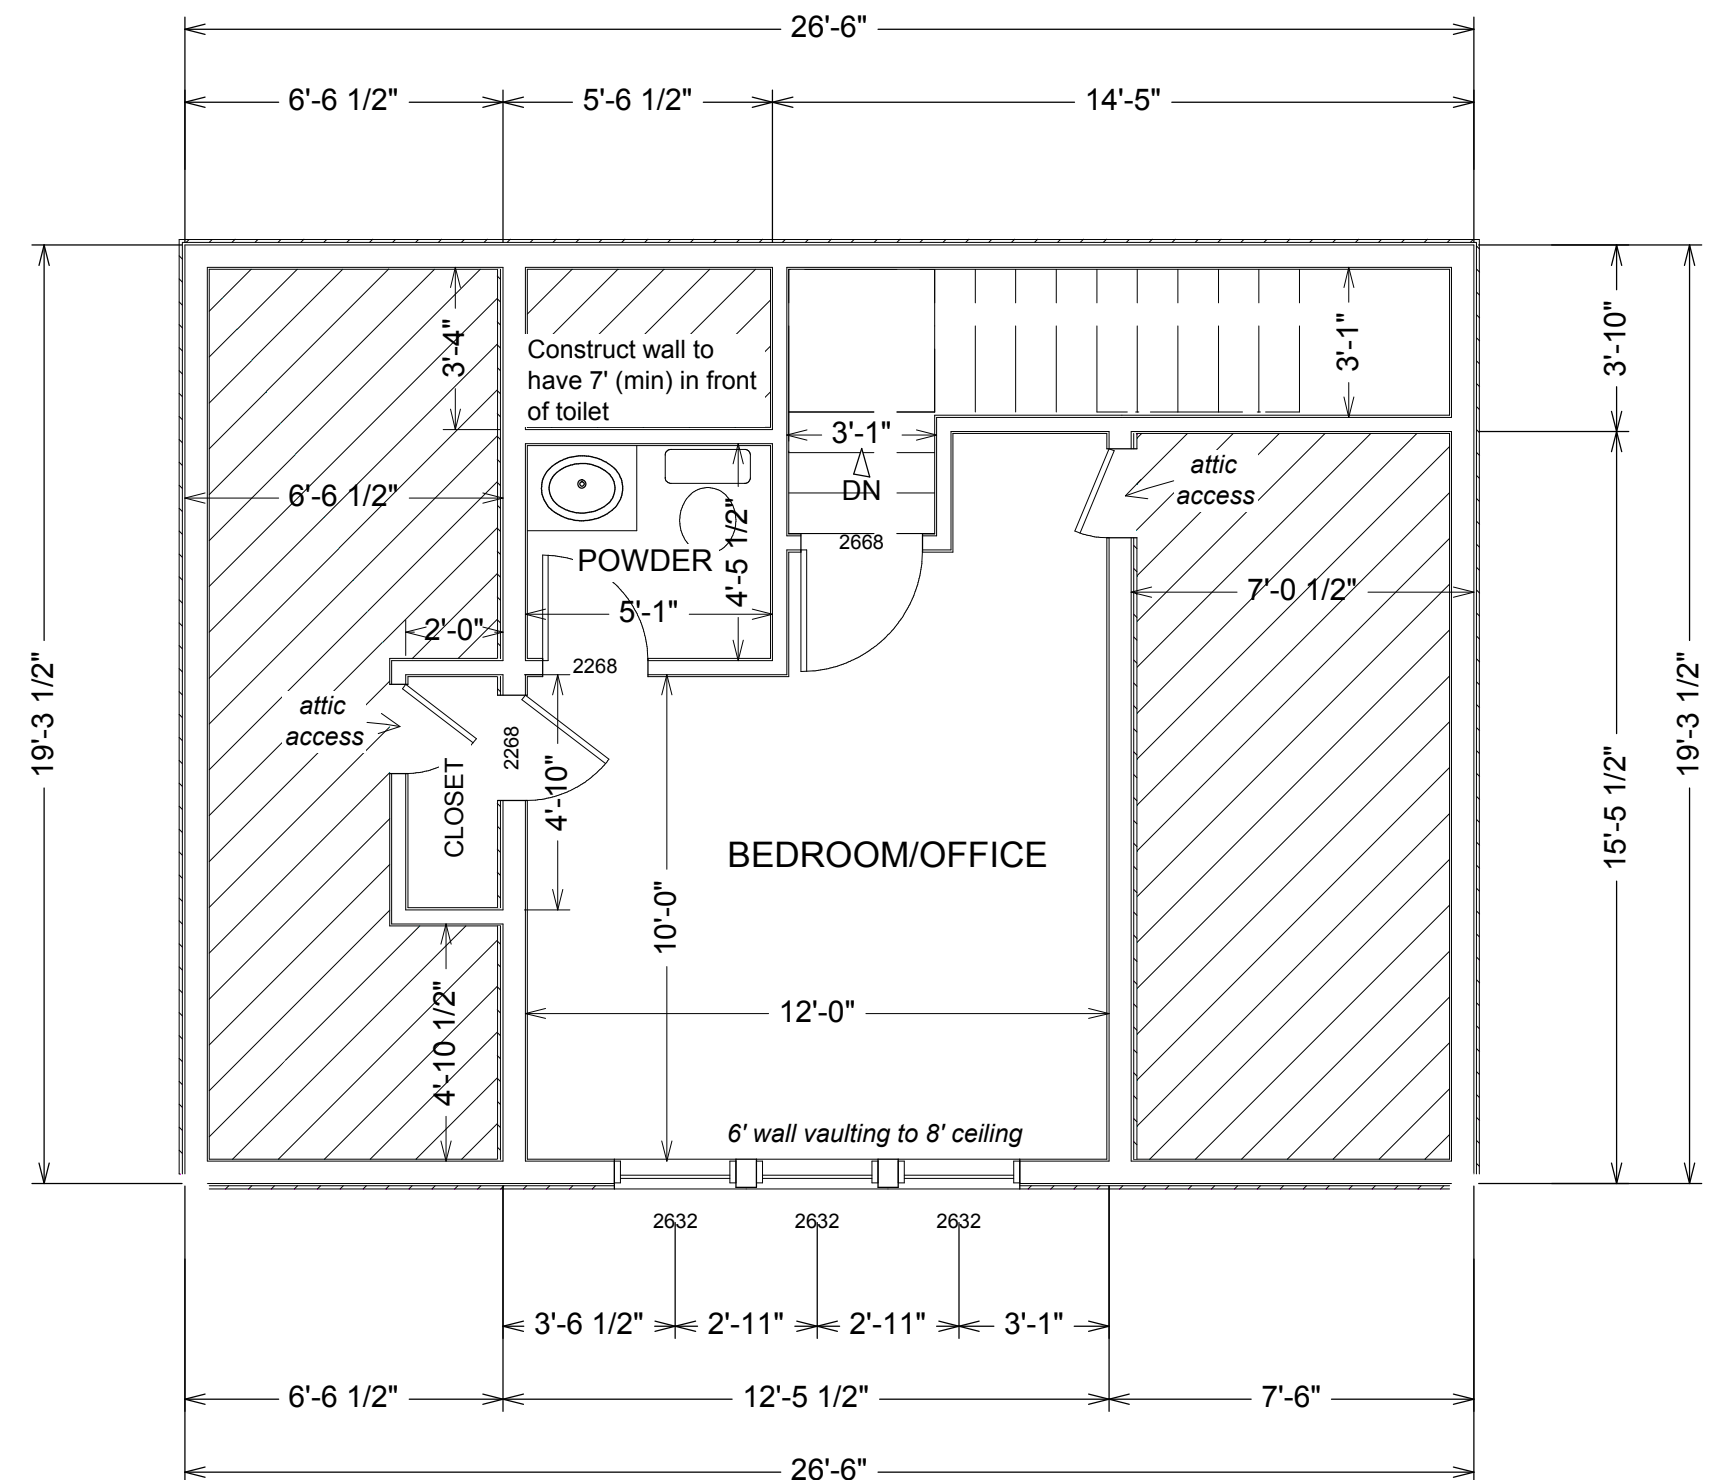 26'-6"
6'-6 1/2"
5'-6 1/2"
14'-5"
3'-4"
Construct wall to
have 7' (min) in front
of toilet
3'-1"
3'-10"
3'-1"
attic
access
DN
6'-6 1/2"
4'-5 1/2"
2668
POWDER
7'-0 1/2"
5'-1"
2'-0"
2268
19'-3 1/2"
19'-3 1/2"
attic
access
2268
CLOSET
4'-10"
15'-5 1/2"
BEDROOM/OFFICE
10'-0"
12'-0"
4'-10 1/2"
6' wall vaulting to 8' ceiling
2632
2632
2632
3'-6 1/2"
2'-11"
2'-11"
3'-1"
6'-6 1/2"
12'-5 1/2"
7'-6"
26'-6"